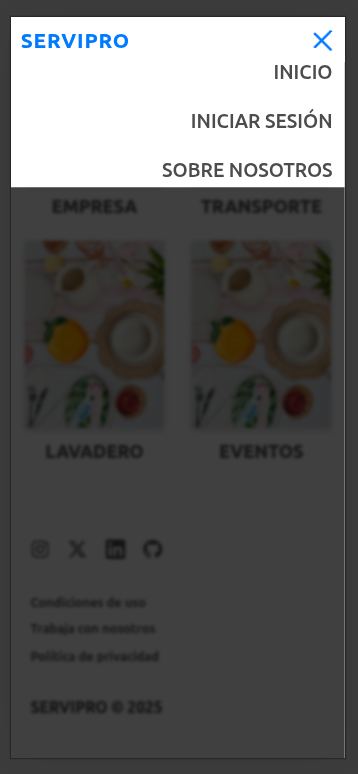 SERVIPRO
INICIO
INICIAR SESIÓN
SOBRE NOSOTROS
EMPRESA TRANSPORTE
LAVADERO EVENTOS
Condiciones de uso
Trabaja con nosotros
Política de privacidad
SERVIPRO © 2025